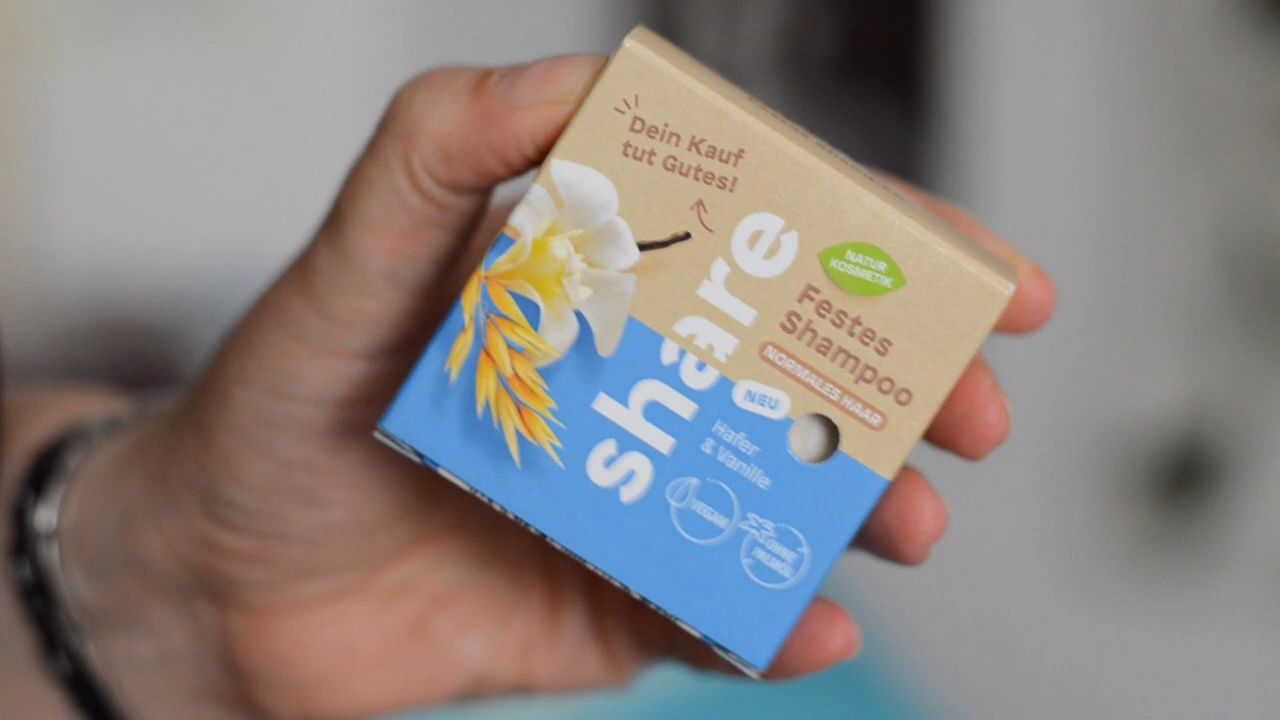 Dein Kauf
tut Gutes!
share
NATUR
KOSMETIK
Festes
Shampoo
NORMALES HAAR
NEU
Hafer
& Vanille
VEGAN
OHNE
PALMÖL